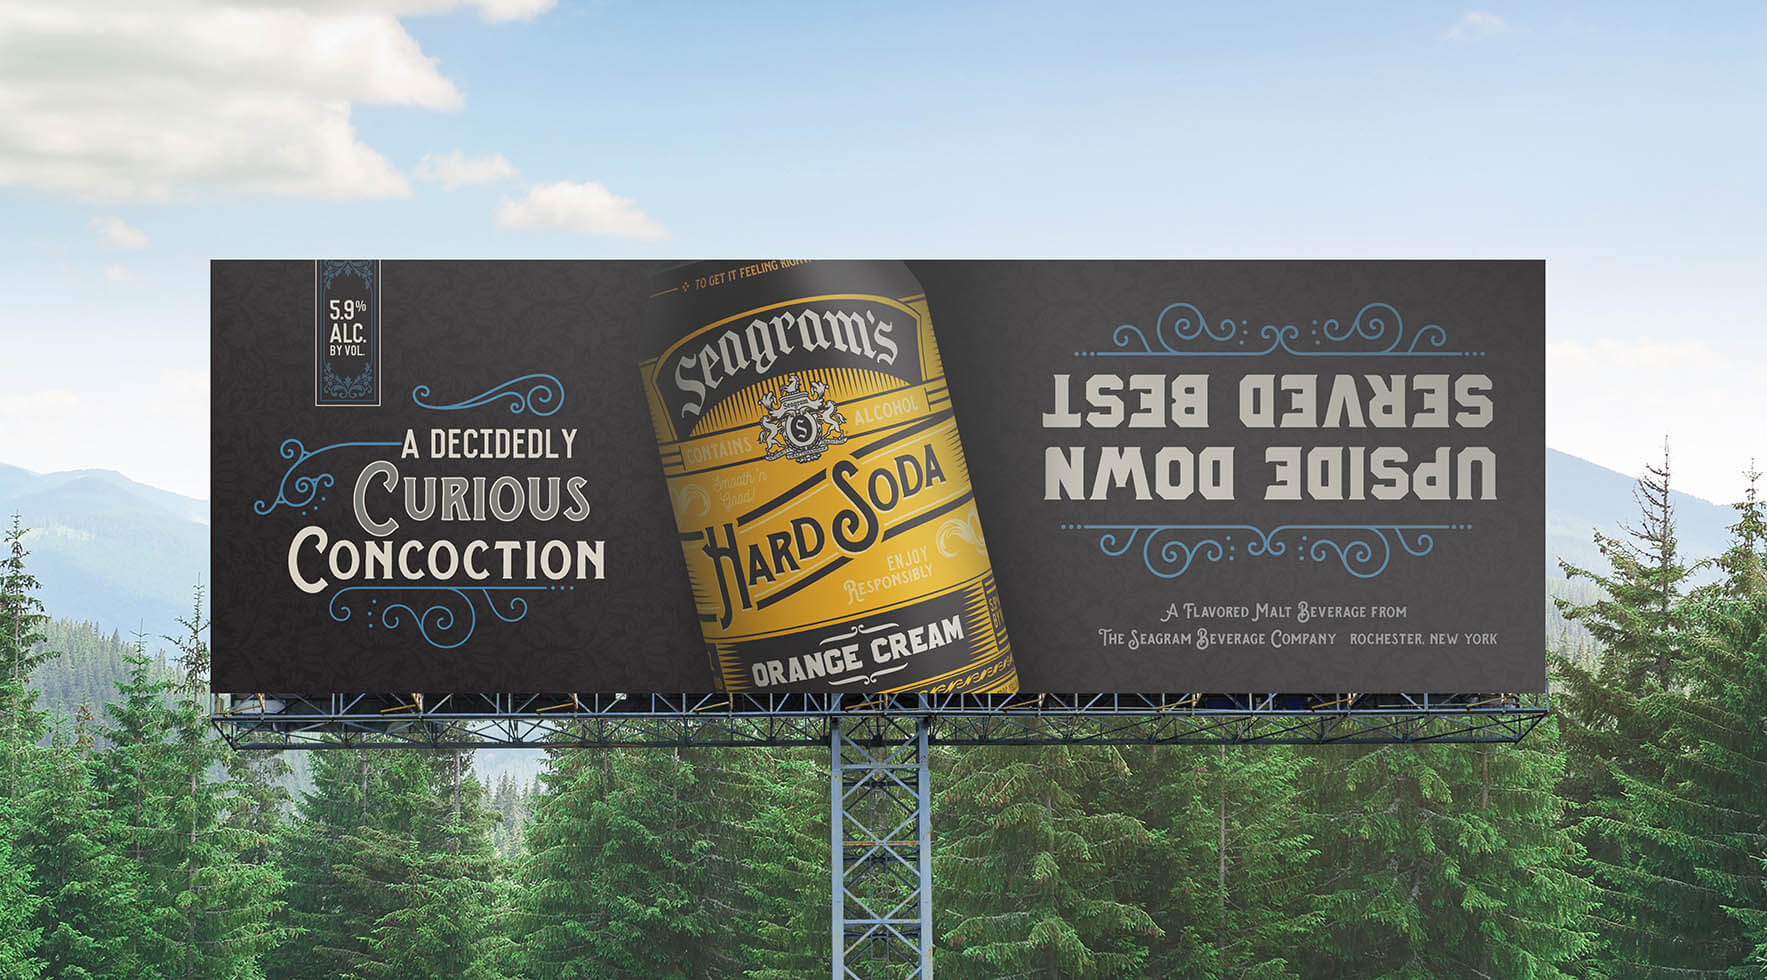 5.9%
ALC.
BY VOL.
A DECIDEDLY
CURIOUS
CONCOCTION
TO GET IT FEELING RIGHT
Seagram's
Seagram
S
CONTAINS ALCOHOL
Smooth 'n
Good!
HARD SODA
ENJOY
RESPONSIBLY
ORANGE CREAM
UPSIDE DOWN
SERVED BEST
A FLAVORED MALT BEVERAGE FROM
THE SEAGRAM BEVERAGE COMPANY ROCHESTER, NEW YORK